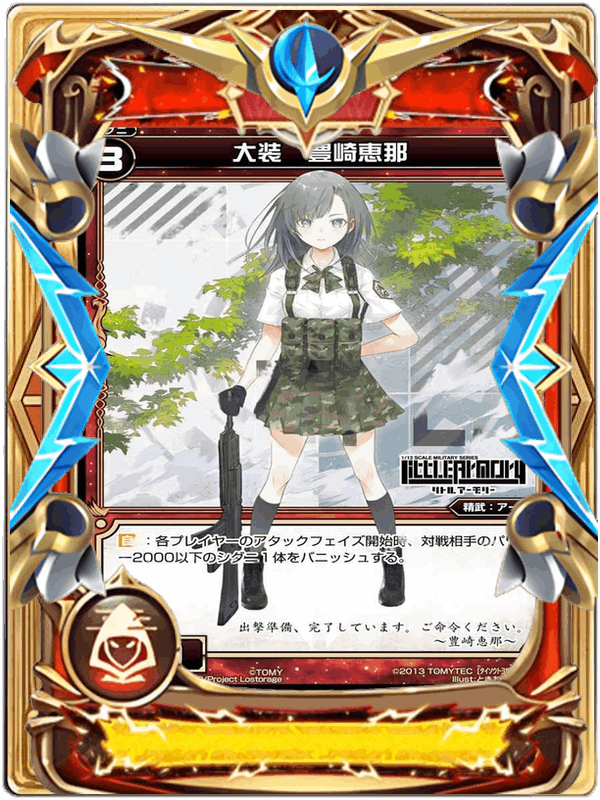 3
大装　豊崎恵那
1/12 SCALE MILITARY SERIES
LittleArmory
リトルアーモリー
精武:アー
自:各プレイヤーのアタックフェイズ開始時、対戦相手のパ
ー2000以下のシグニ1体をバニッシュする。
出撃準備、完了しています。ご命令ください。
～豊崎恵那～
©TOMY
/Project Lostorage
©2013 TOMYTEC
Illust.とき